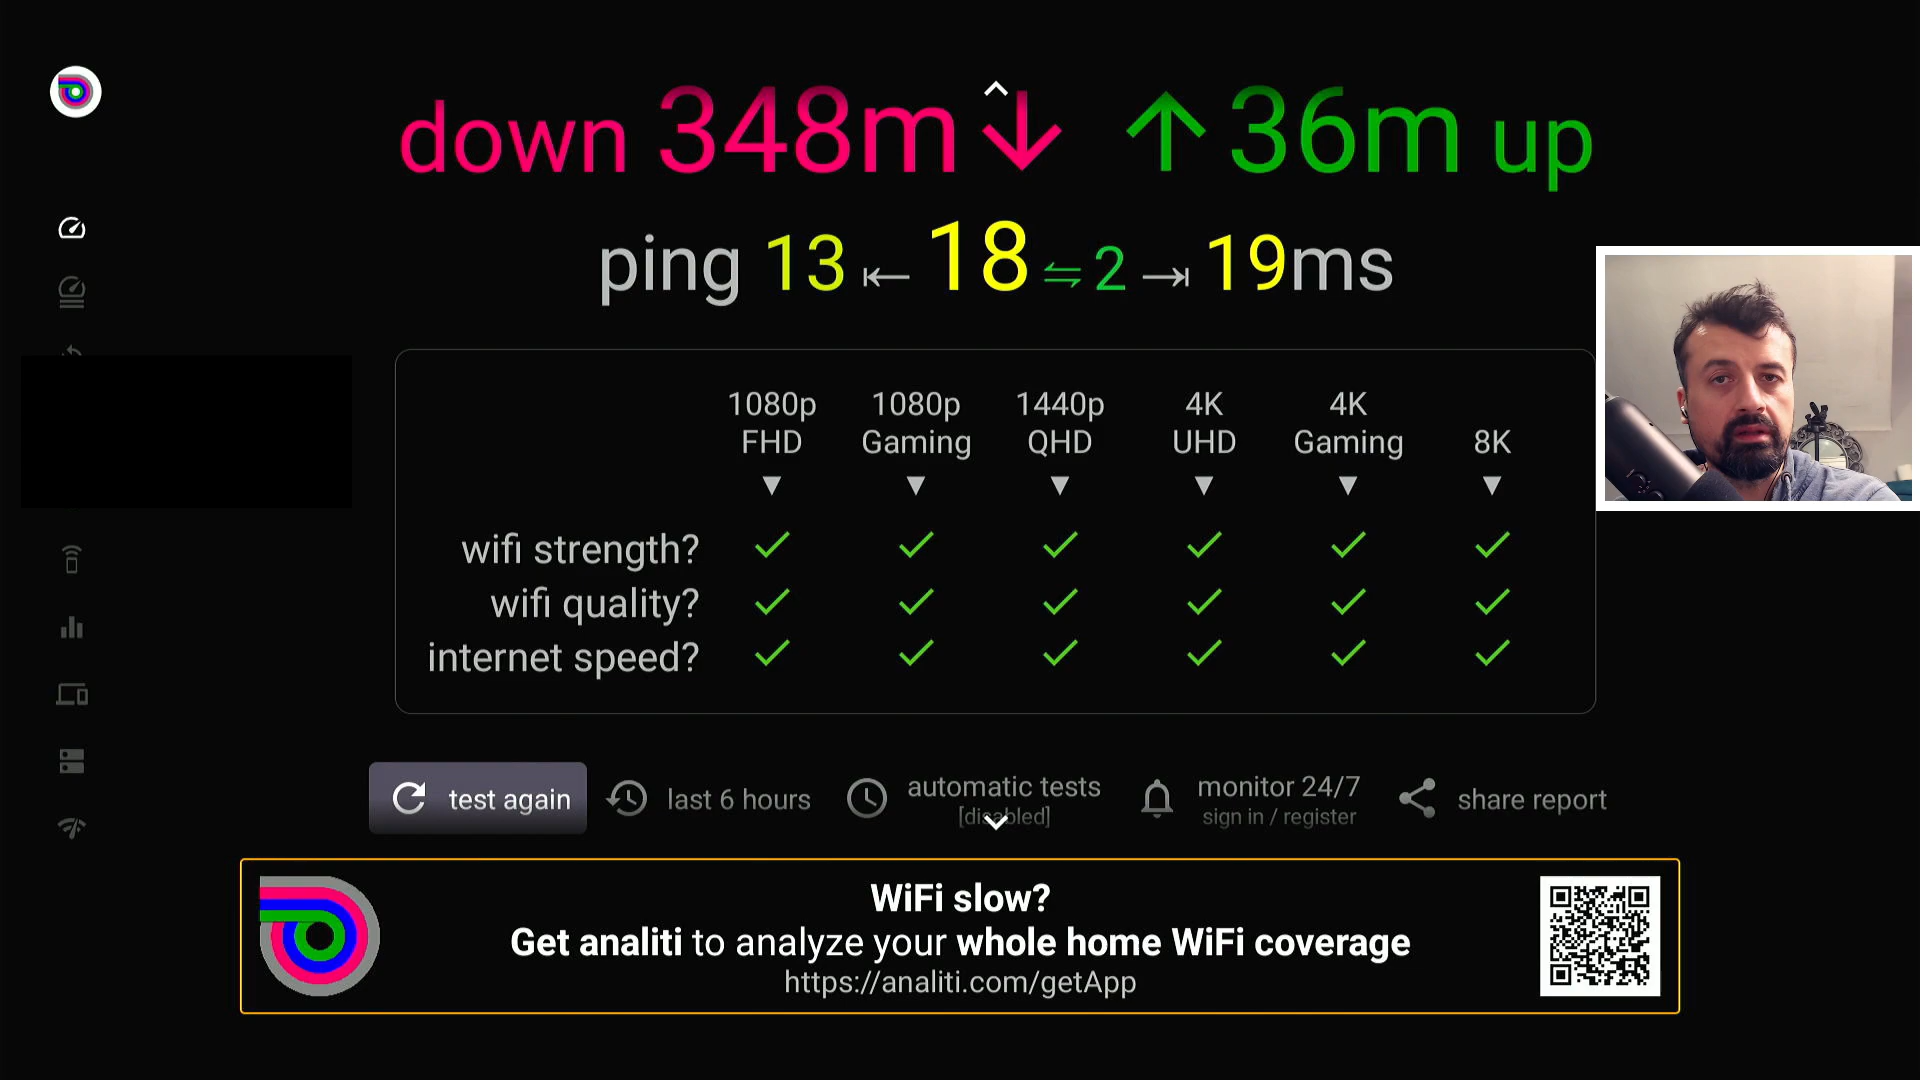 down 348m ↓ ↑ 36m up
ping 13 18 2 19ms
1080p FHD 1080p Gaming 1440p QHD 4K UHD 4K Gaming 8K
wifi strength?
wifi quality?
internet speed?
test again
last 6 hours
automatic tests
[disabled]
monitor 24/7
sign in / register
share report
WiFi slow?
Get analiti to analyze your whole home WiFi coverage
https://analiti.com/getApp